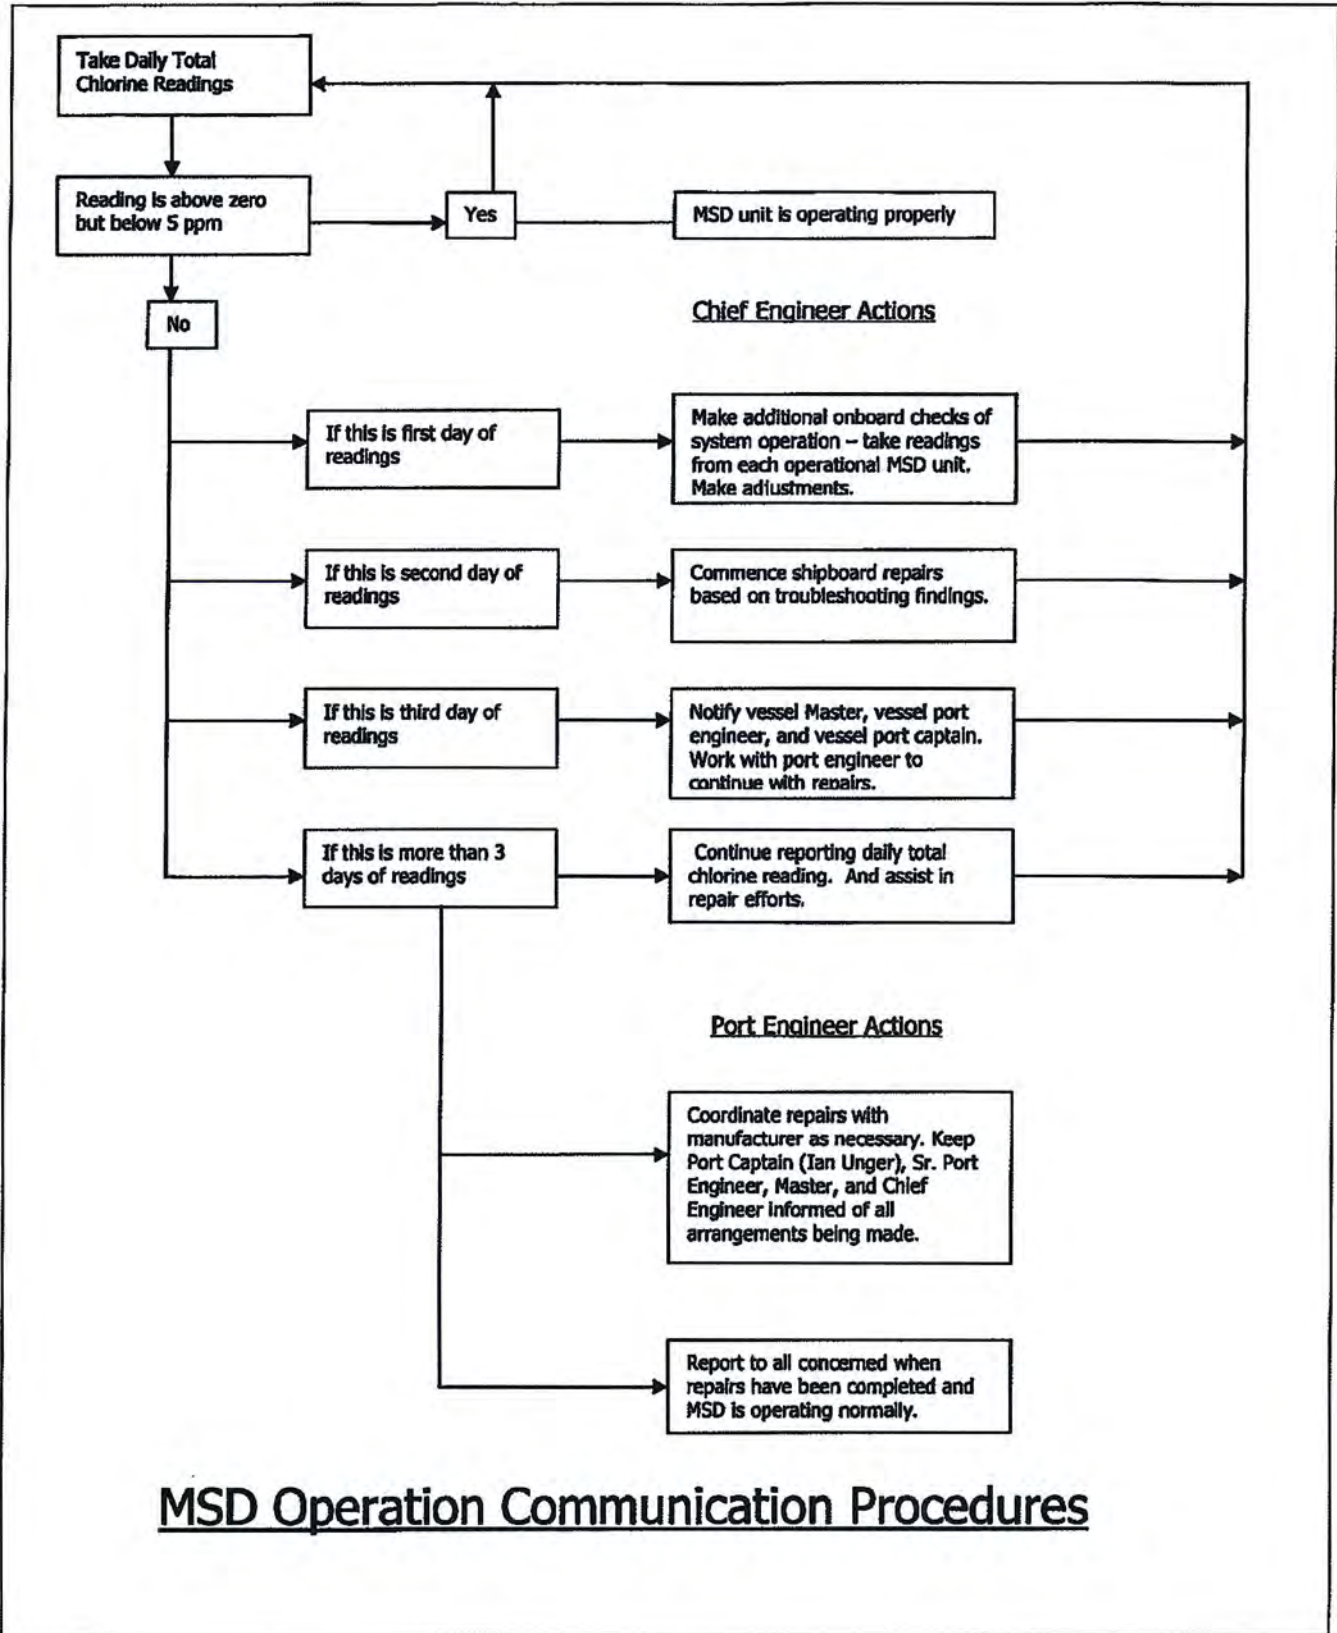 Take Daily Total
Chlorine Readings
Reading is above zero
but below 5 ppm
Yes
MSD unit is operating properly
No
Chief Engineer Actions
If this is first day of
readings
Make additional onboard checks of
system operation – take readings
from each operational MSD unit.
Make adjustments.
If this is second day of
readings
Commence shipboard repairs
based on troubleshooting findings.
If this is third day of
readings
Notify vessel Master, vessel port
engineer, and vessel port captain.
Work with port engineer to
continue with repairs.
If this is more than 3
days of readings
Continue reporting daily total
chlorine reading. And assist in
repair efforts.
Port Engineer Actions
Coordinate repairs with
manufacturer as necessary. Keep
Port Captain (Ian Unger), Sr. Port
Engineer, Master, and Chief
Engineer informed of all
arrangements being made.
Report to all concerned when
repairs have been completed and
MSD is operating normally.
MSD Operation Communication Procedures